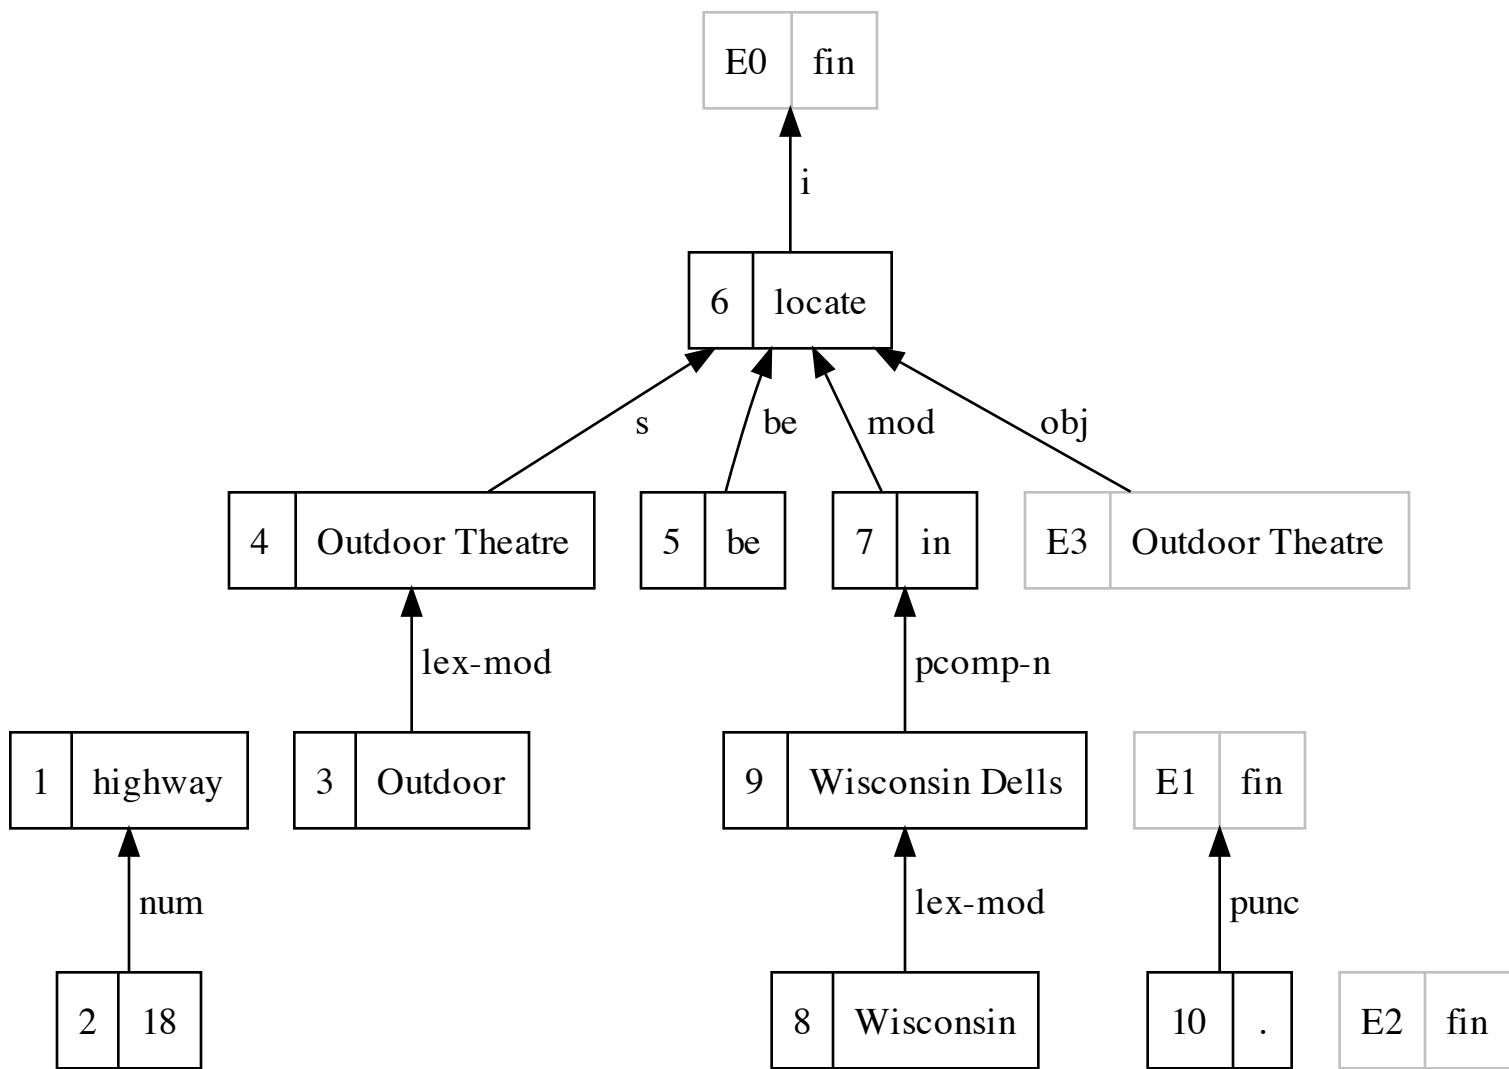 E0 fin
i
6 locate
s be mod obj
4 Outdoor Theatre 5 be 7 in E3 Outdoor Theatre
lex-mod pcomp-n
1 highway 3 Outdoor 9 Wisconsin Dells E1 fin
num lex-mod punc
2 18 8 Wisconsin 10 . E2 fin